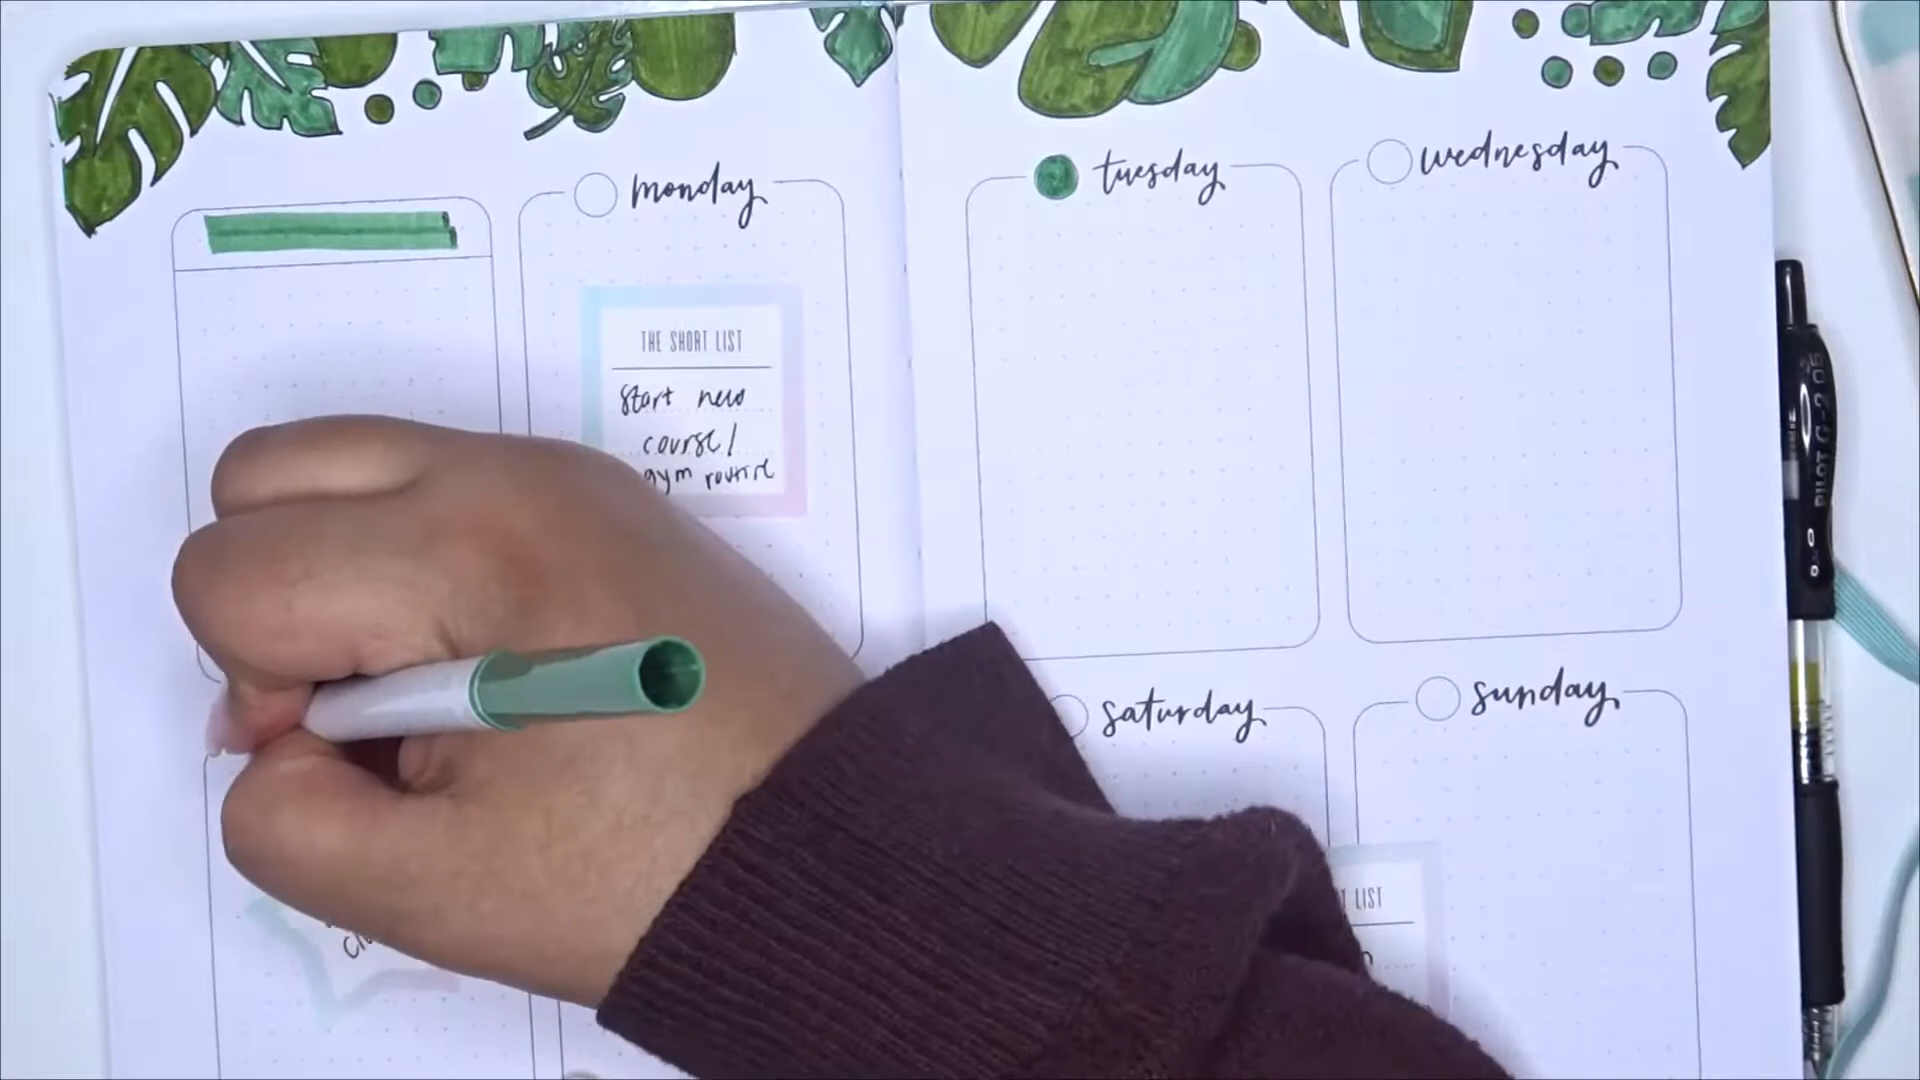 monday
tuesday
wednesday
THE SHORT LIST
Start new
course/
gym routine
saturday
sunday
LIST
PILOT G-2 05